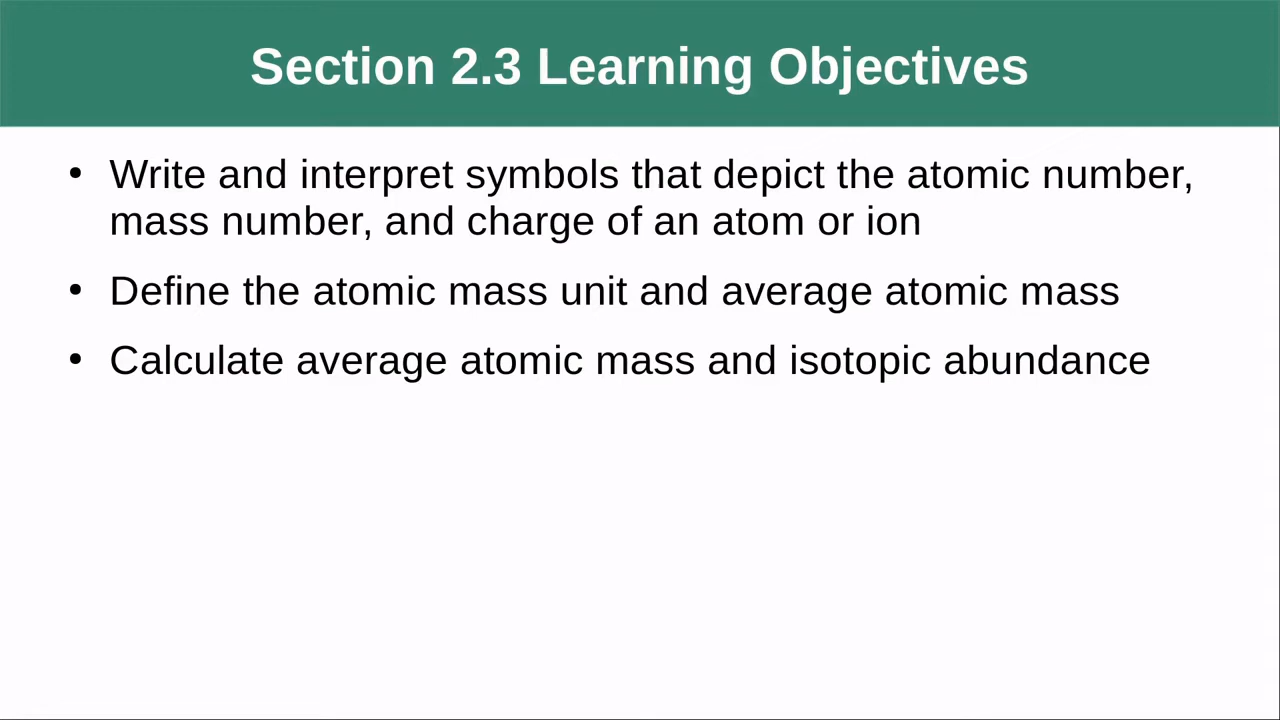 Section 2.3 Learning Objectives
• Write and interpret symbols that depict the atomic number,
mass number, and charge of an atom or ion
• Define the atomic mass unit and average atomic mass
• Calculate average atomic mass and isotopic abundance